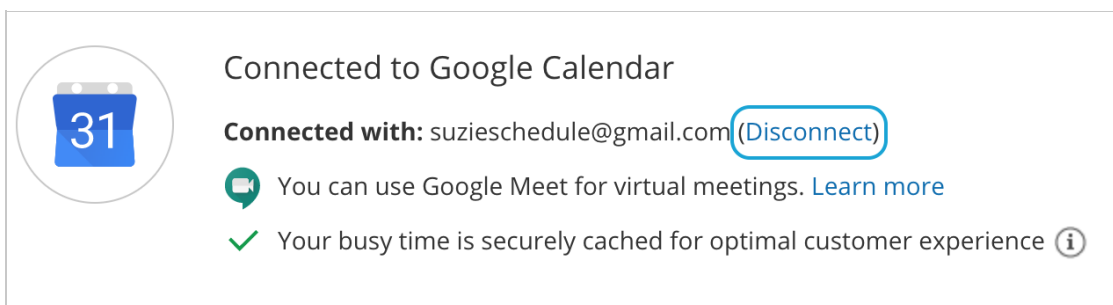 31
Connected to Google Calendar
Connected with: suzieschedule@gmail.com (Disconnect)
You can use Google Meet for virtual meetings. Learn more
Your busy time is securely cached for optimal customer experience i